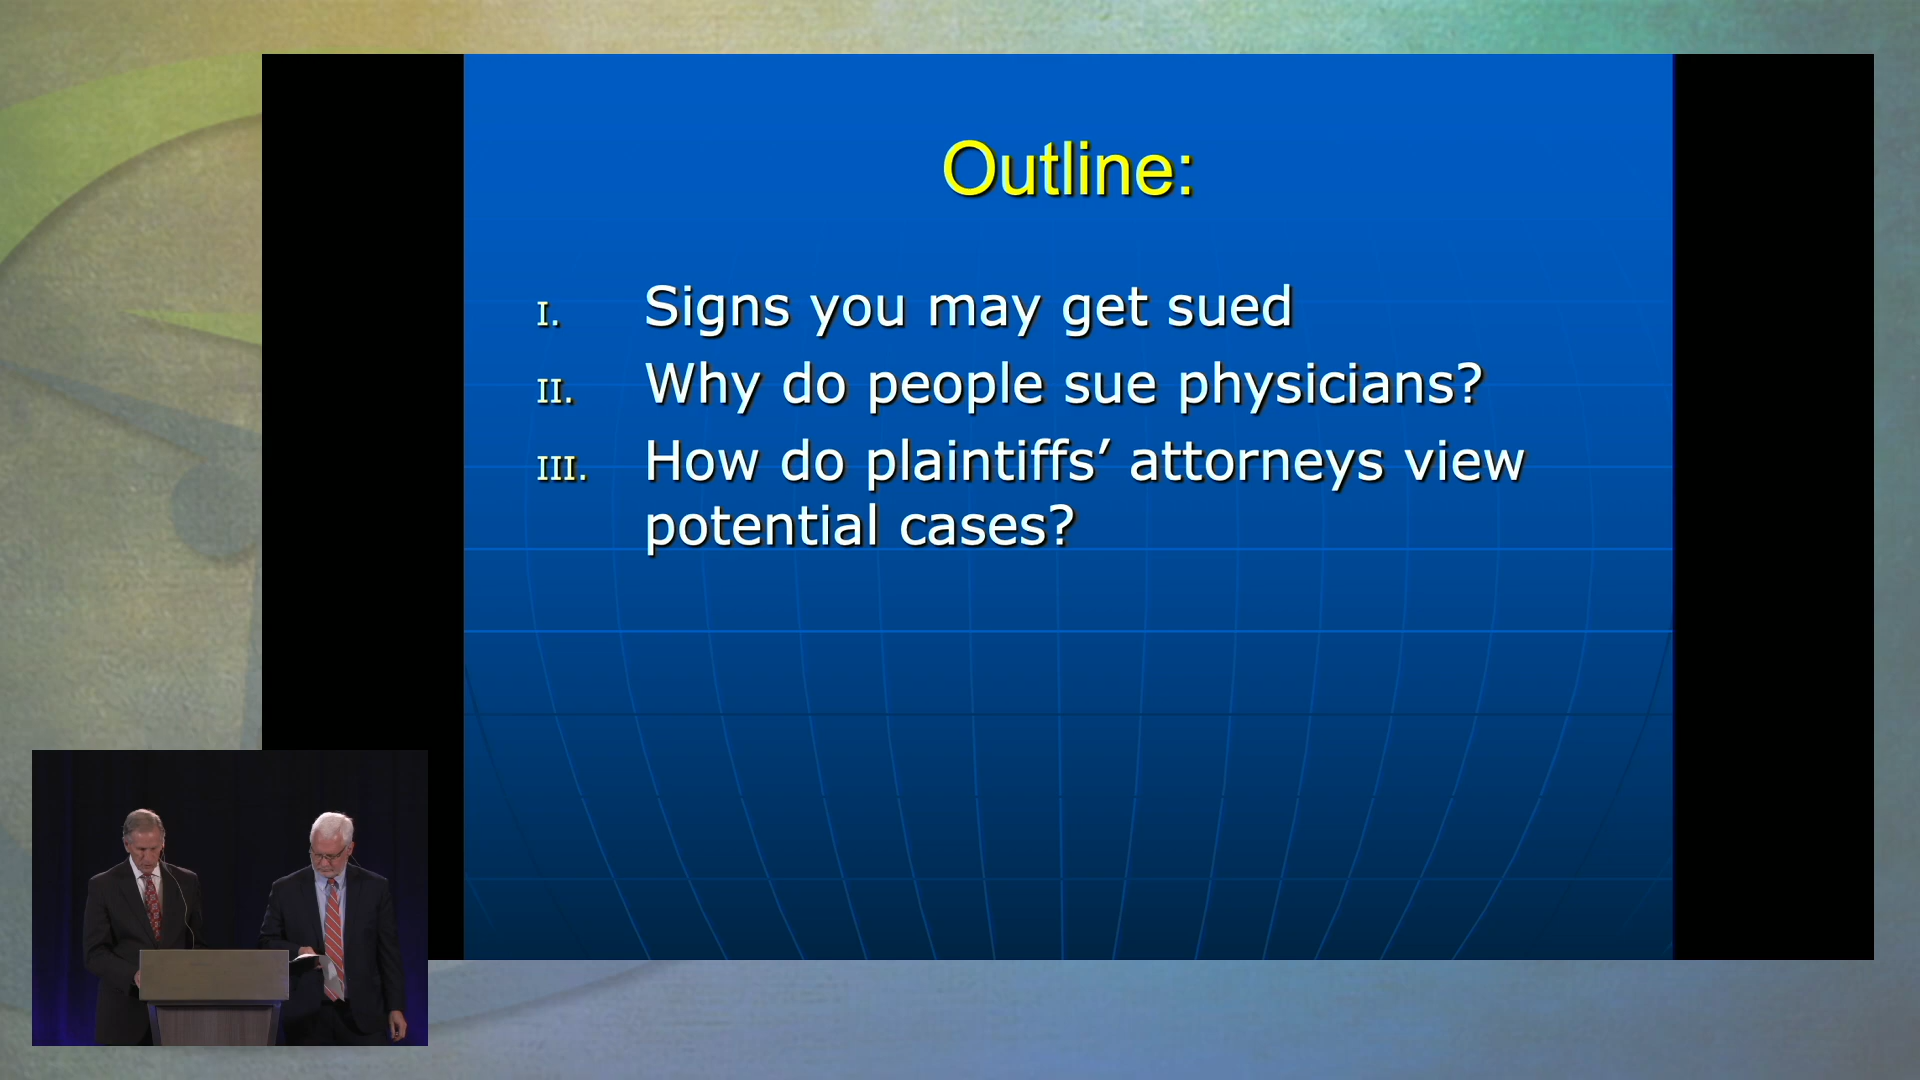 Outline:
I. Signs you may get sued
II. Why do people sue physicians?
III. How do plaintiffs’ attorneys view
potential cases?